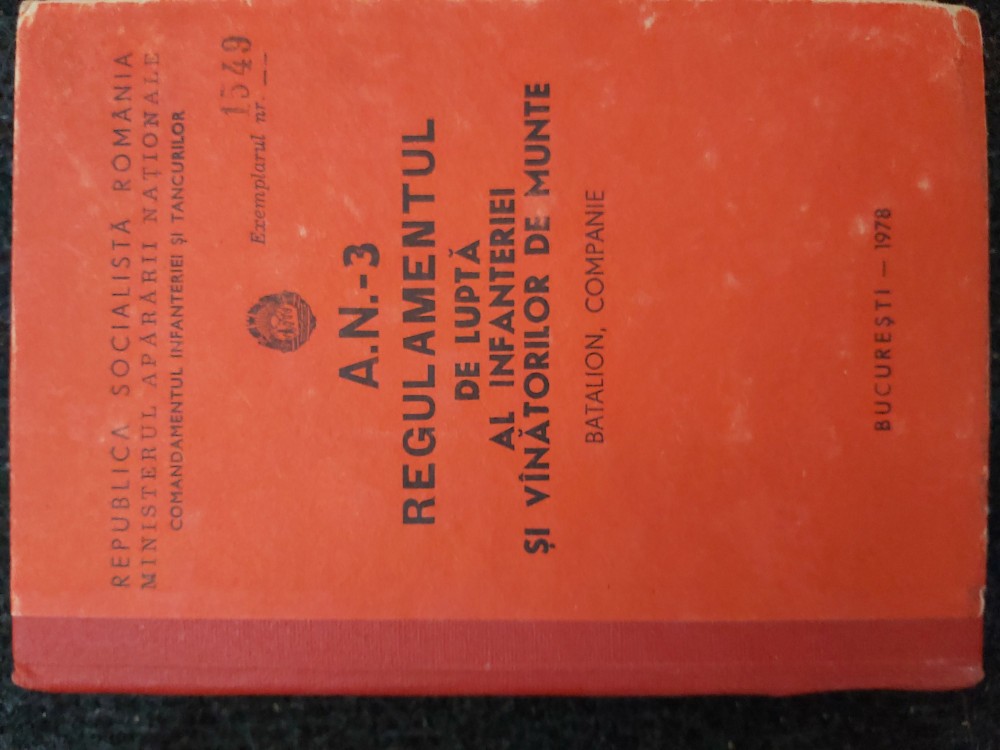 REPUBLICA SOCIALISTĂ ROMÂNIA
MINISTERUL APĂRĂRII NAȚIONALE
COMANDAMENTUL INFANTERIEI ȘI TANCURILOR
Exemplarul nr. 1549
A.N.-3
REGULAMENTUL
DE LUPTĂ
AL INFANTERIEI
ȘI VÎNĂTORILOR DE MUNTE
BATALION, COMPANIE
BUCUREȘTI — 1978